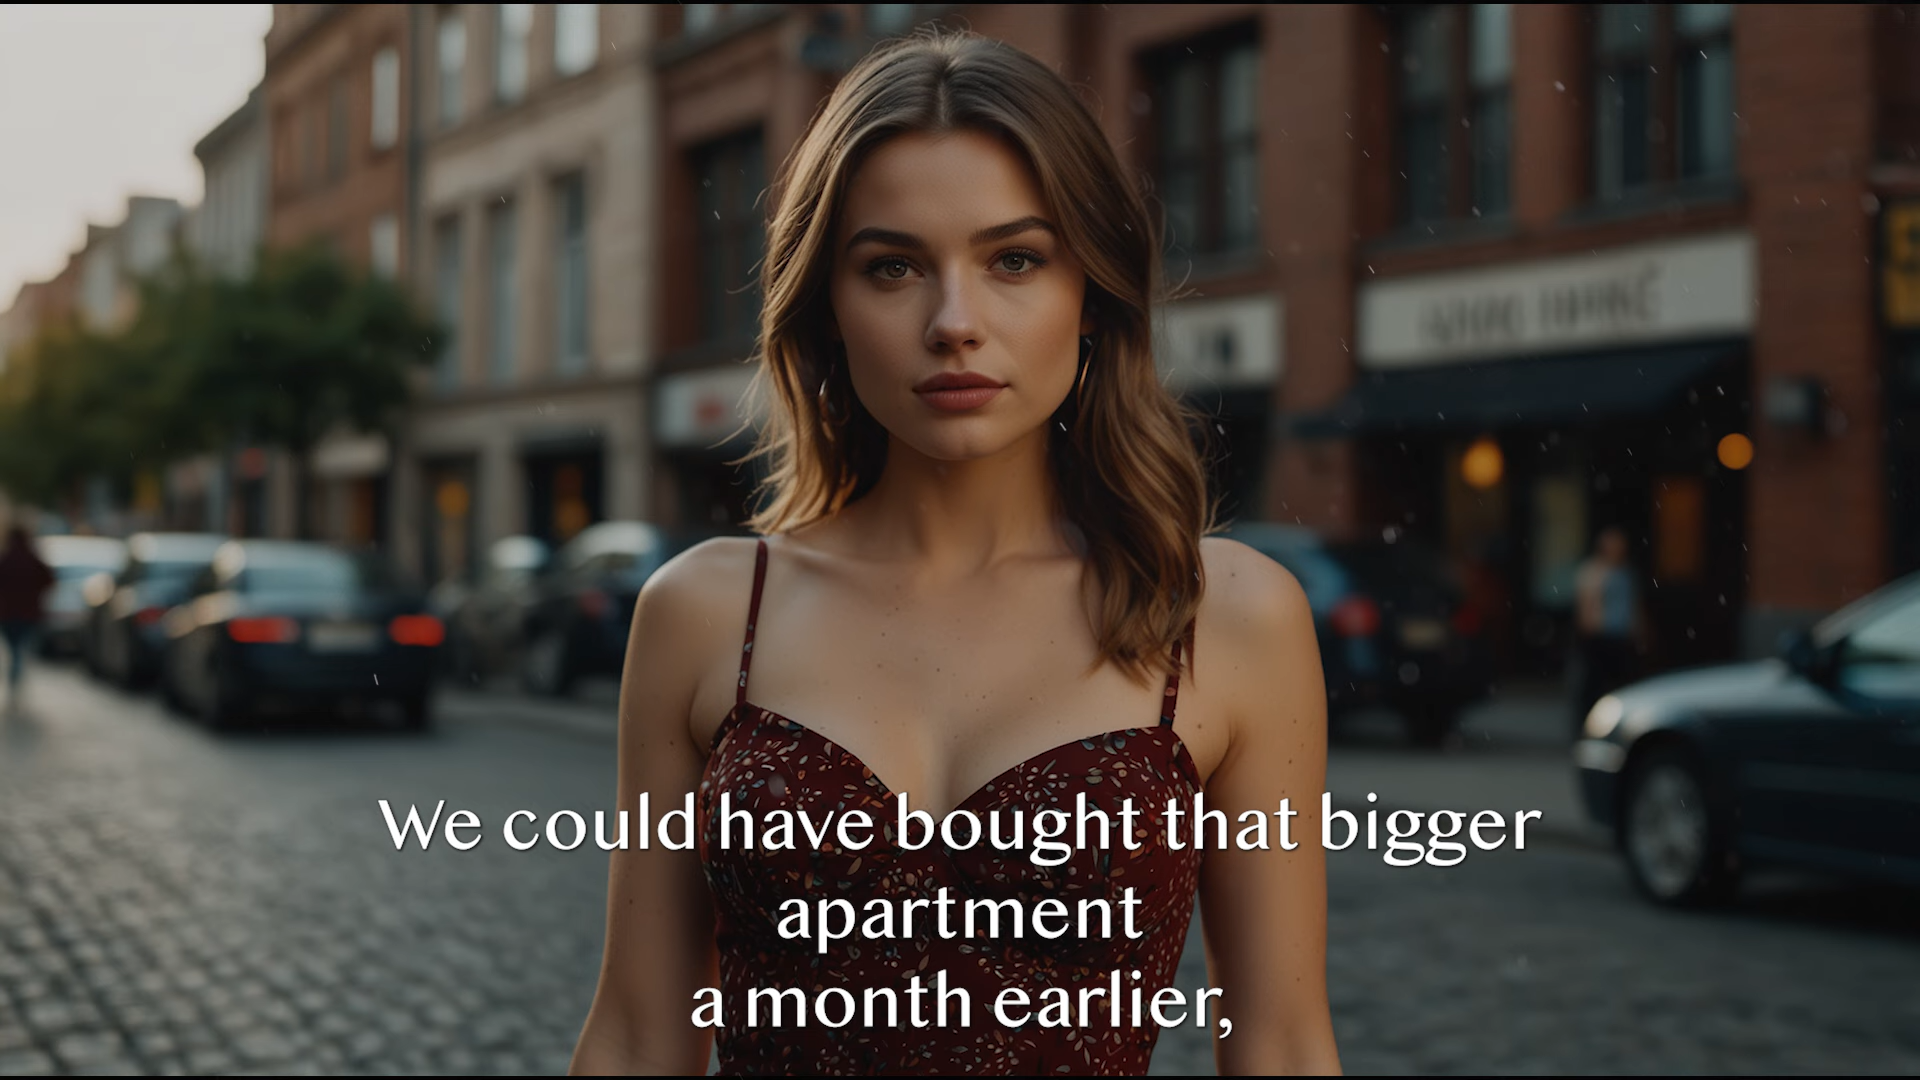 We could have bought that bigger
apartment
a month earlier,